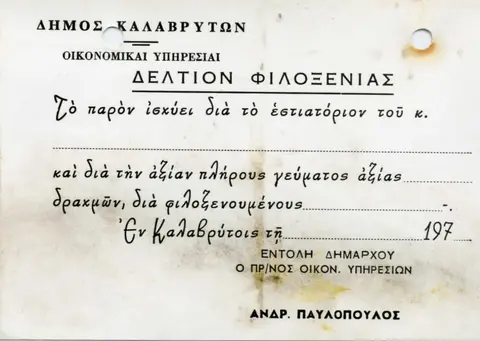 ΔΗΜΟΣ ΚΑΛΑΒΡΥΤΩΝ
ΟΙΚΟΝΟΜΙΚΑΙ ΥΠΗΡΕΣΙΑΙ
ΔΕΛΤΙΟΝ ΦΙΛΟΞΕΝΙΑΣ
Τὸ παρὸν ἰσχύει διὰ τὸ ἑστιατόριον τοῦ κ.
καὶ διὰ τὴν ἀξίαν πλήρους γεύματος ἀξίας
δρακμῶν, διὰ φιλοξενουμένους -.
Ἐν Καλαβρύτοις τῇ 197
ΕΝΤΟΛΗ ΔΗΜΑΡΧΟΥ
Ο ΠΡ/ΝΟΣ ΟΙΚΟΝ. ΥΠΗΡΕΣΙΩΝ
ΑΝΔΡ. ΠΑΥΛΟΠΟΥΛΟΣ